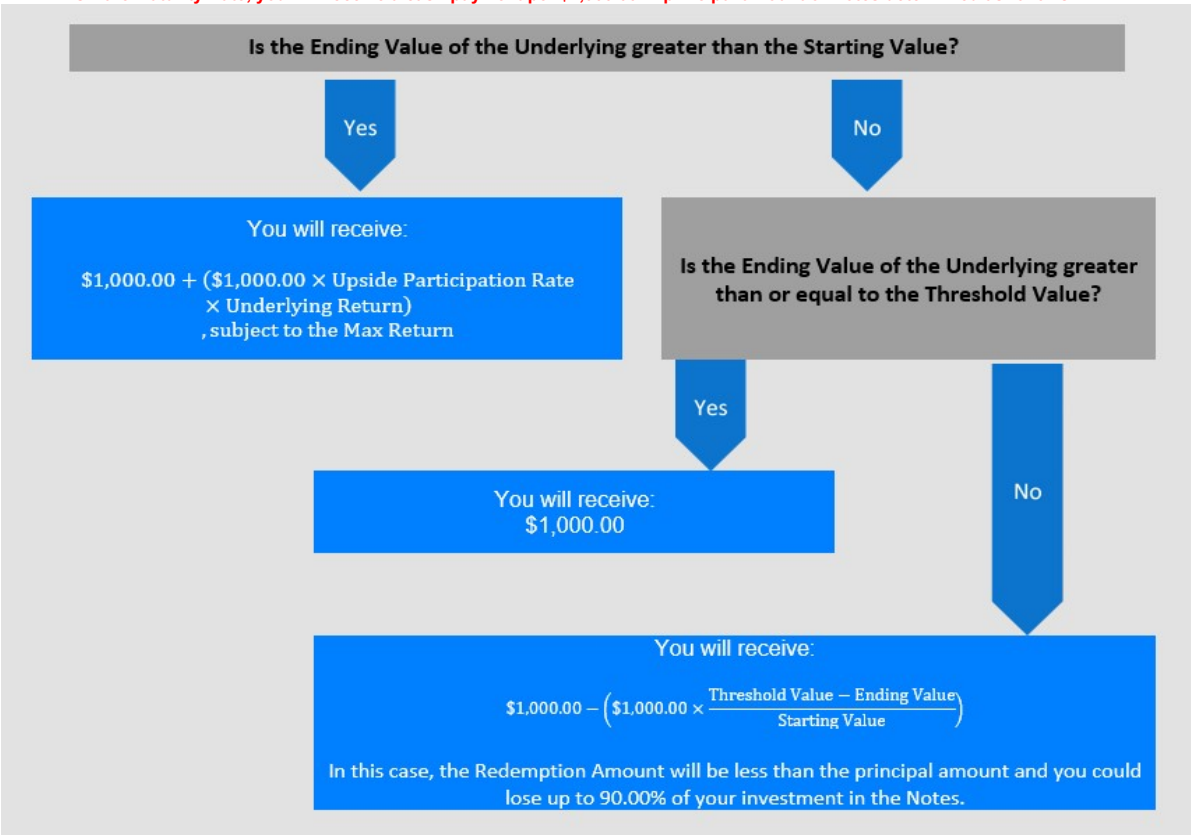 Is the Ending Value of the Underlying greater than the Starting Value?
Yes
No
You will receive:
$1,000.00 + ($1,000.00 × Upside Participation Rate
× Underlying Return)
, subject to the Max Return
Is the Ending Value of the Underlying greater
than or equal to the Threshold Value?
Yes
No
You will receive:
$1,000.00
You will receive:
$1,000.00 − ($1,000.00 × Threshold Value − Ending Value
Starting Value)
In this case, the Redemption Amount will be less than the principal amount and you could
lose up to 90.00% of your investment in the Notes.